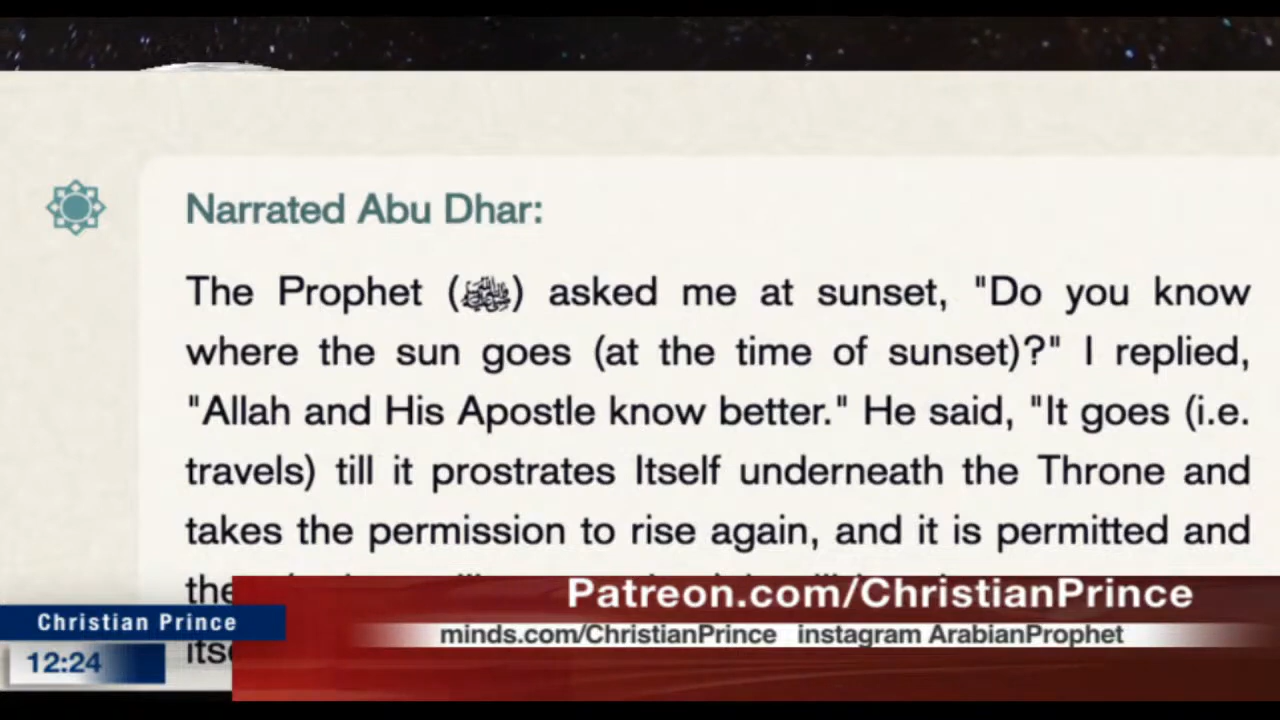 Narrated Abu Dhar:
The Prophet (ﷺ) asked me at sunset, "Do you know
where the sun goes (at the time of sunset)?" I replied,
"Allah and His Apostle know better." He said, "It goes (i.e.
travels) till it prostrates Itself underneath the Throne and
takes the permission to rise again, and it is permitted and
Patreon.com/ChristianPrince
Christian Prince
minds.com/ChristianPrince instagram ArabianProphet
12:24